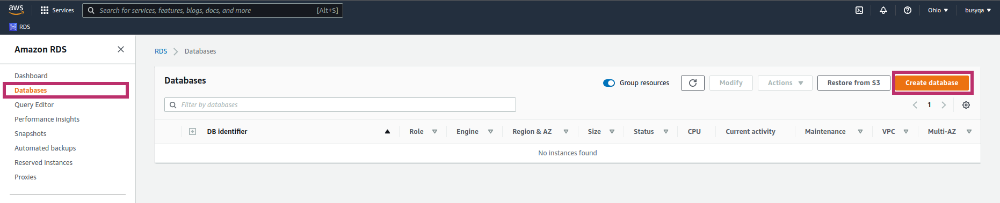 aws Services Search for services, features, blogs, docs, and more [Alt+S] Ohio ▼ busyqa ▼
RDS
Amazon RDS
Dashboard
Databases
Query Editor
Performance insights
Snapshots
Automated backups
Reserved instances
Proxies
RDS > Databases
Databases Group resources Modify Actions ▼ Restore from S3 Create database
Filter by databases 1
DB identifier Role Engine Region & AZ Size Status CPU Current activity Maintenance VPC Multi-AZ
No instances found